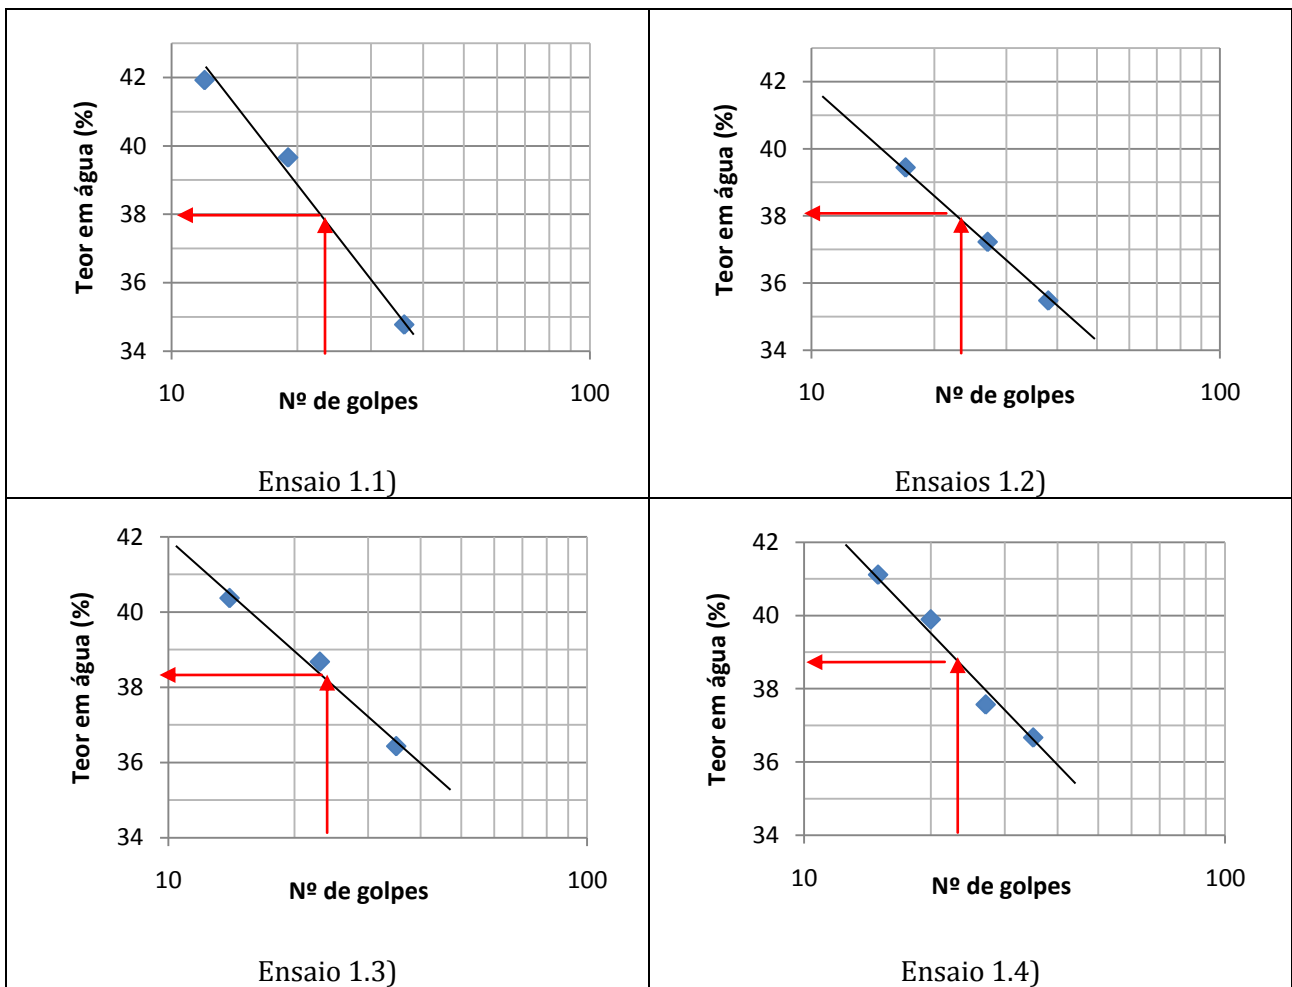 Teor em água (%)
42
40
38
36
34
10
100
Nº de golpes
Ensaio 1.1)
Teor em água (%)
42
40
38
36
34
10
100
Nº de golpes
Ensaios 1.2)
Teor em água (%)
42
40
38
36
34
10
100
Nº de golpes
Ensaio 1.3)
Teor em água (%)
42
40
38
36
34
10
100
Nº de golpes
Ensaio 1.4)